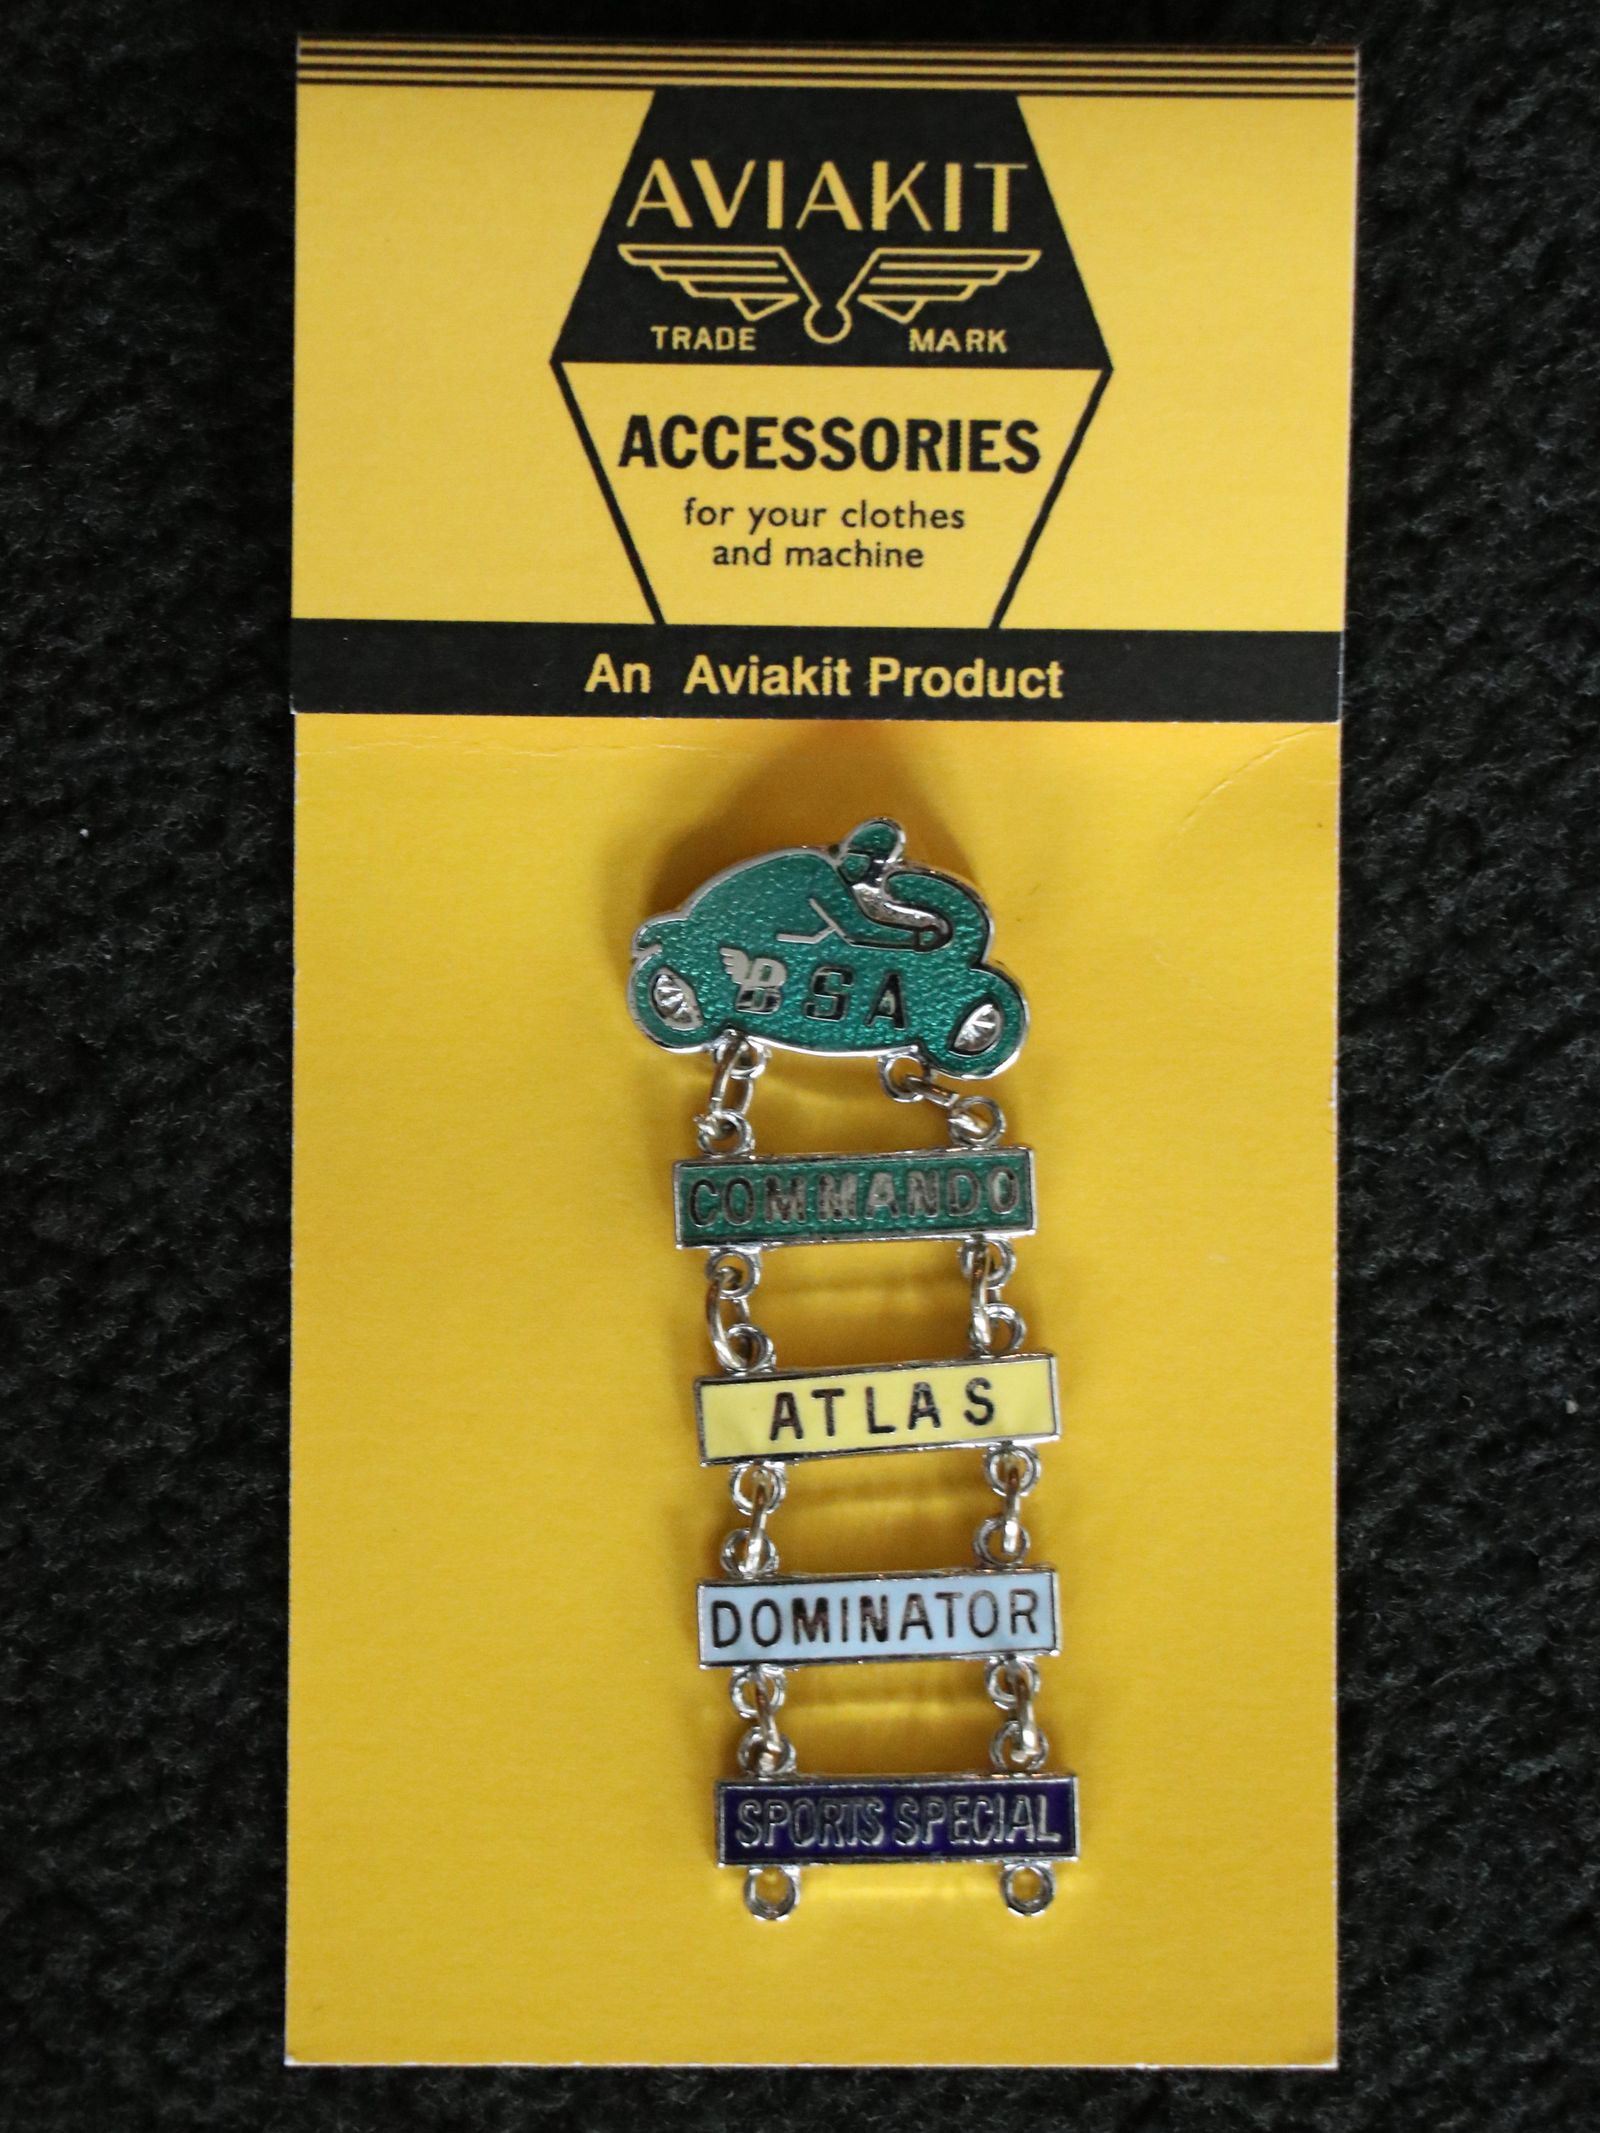 AVIAKIT
TRADE MARK
ACCESSORIES
for your clothes
and machine
An Aviakit Product
BSA
COMMANDO
ATLAS
DOMINATOR
SPORTS SPECIAL